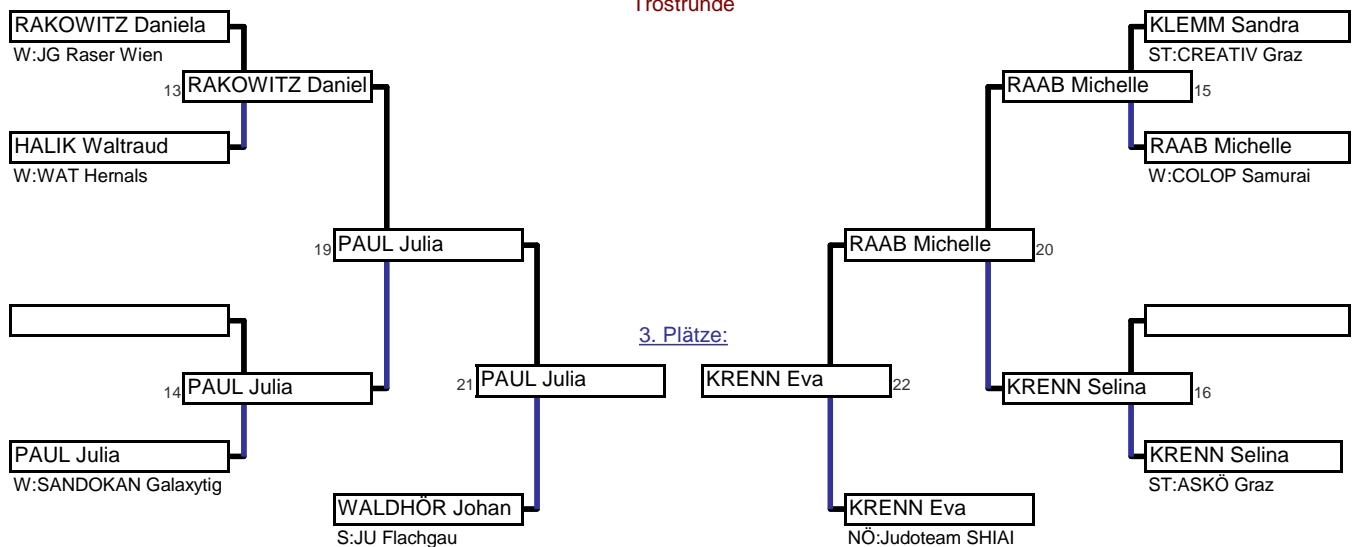 Trostrunde
RAKOWITZ Daniela
W:JG Raser Wien
13 RAKOWITZ Daniel
HALIK Waltraud
W:WAT Hernals
19 PAUL Julia
14 PAUL Julia
PAUL Julia
W:SANDOKAN Galaxytig
21 PAUL Julia
WALDHÖR Johan
S:JU Flachgau
3. Plätze:
KLEMM Sandra
ST:CREATIV Graz
RAAB Michelle 15
RAAB Michelle
W:COLOP Samurai
RAAB Michelle 20
KRENN Eva 22
KRENN Selina 16
KRENN Selina
ST:ASKÖ Graz
KRENN Eva
NÖ:Judoteam SHIAI